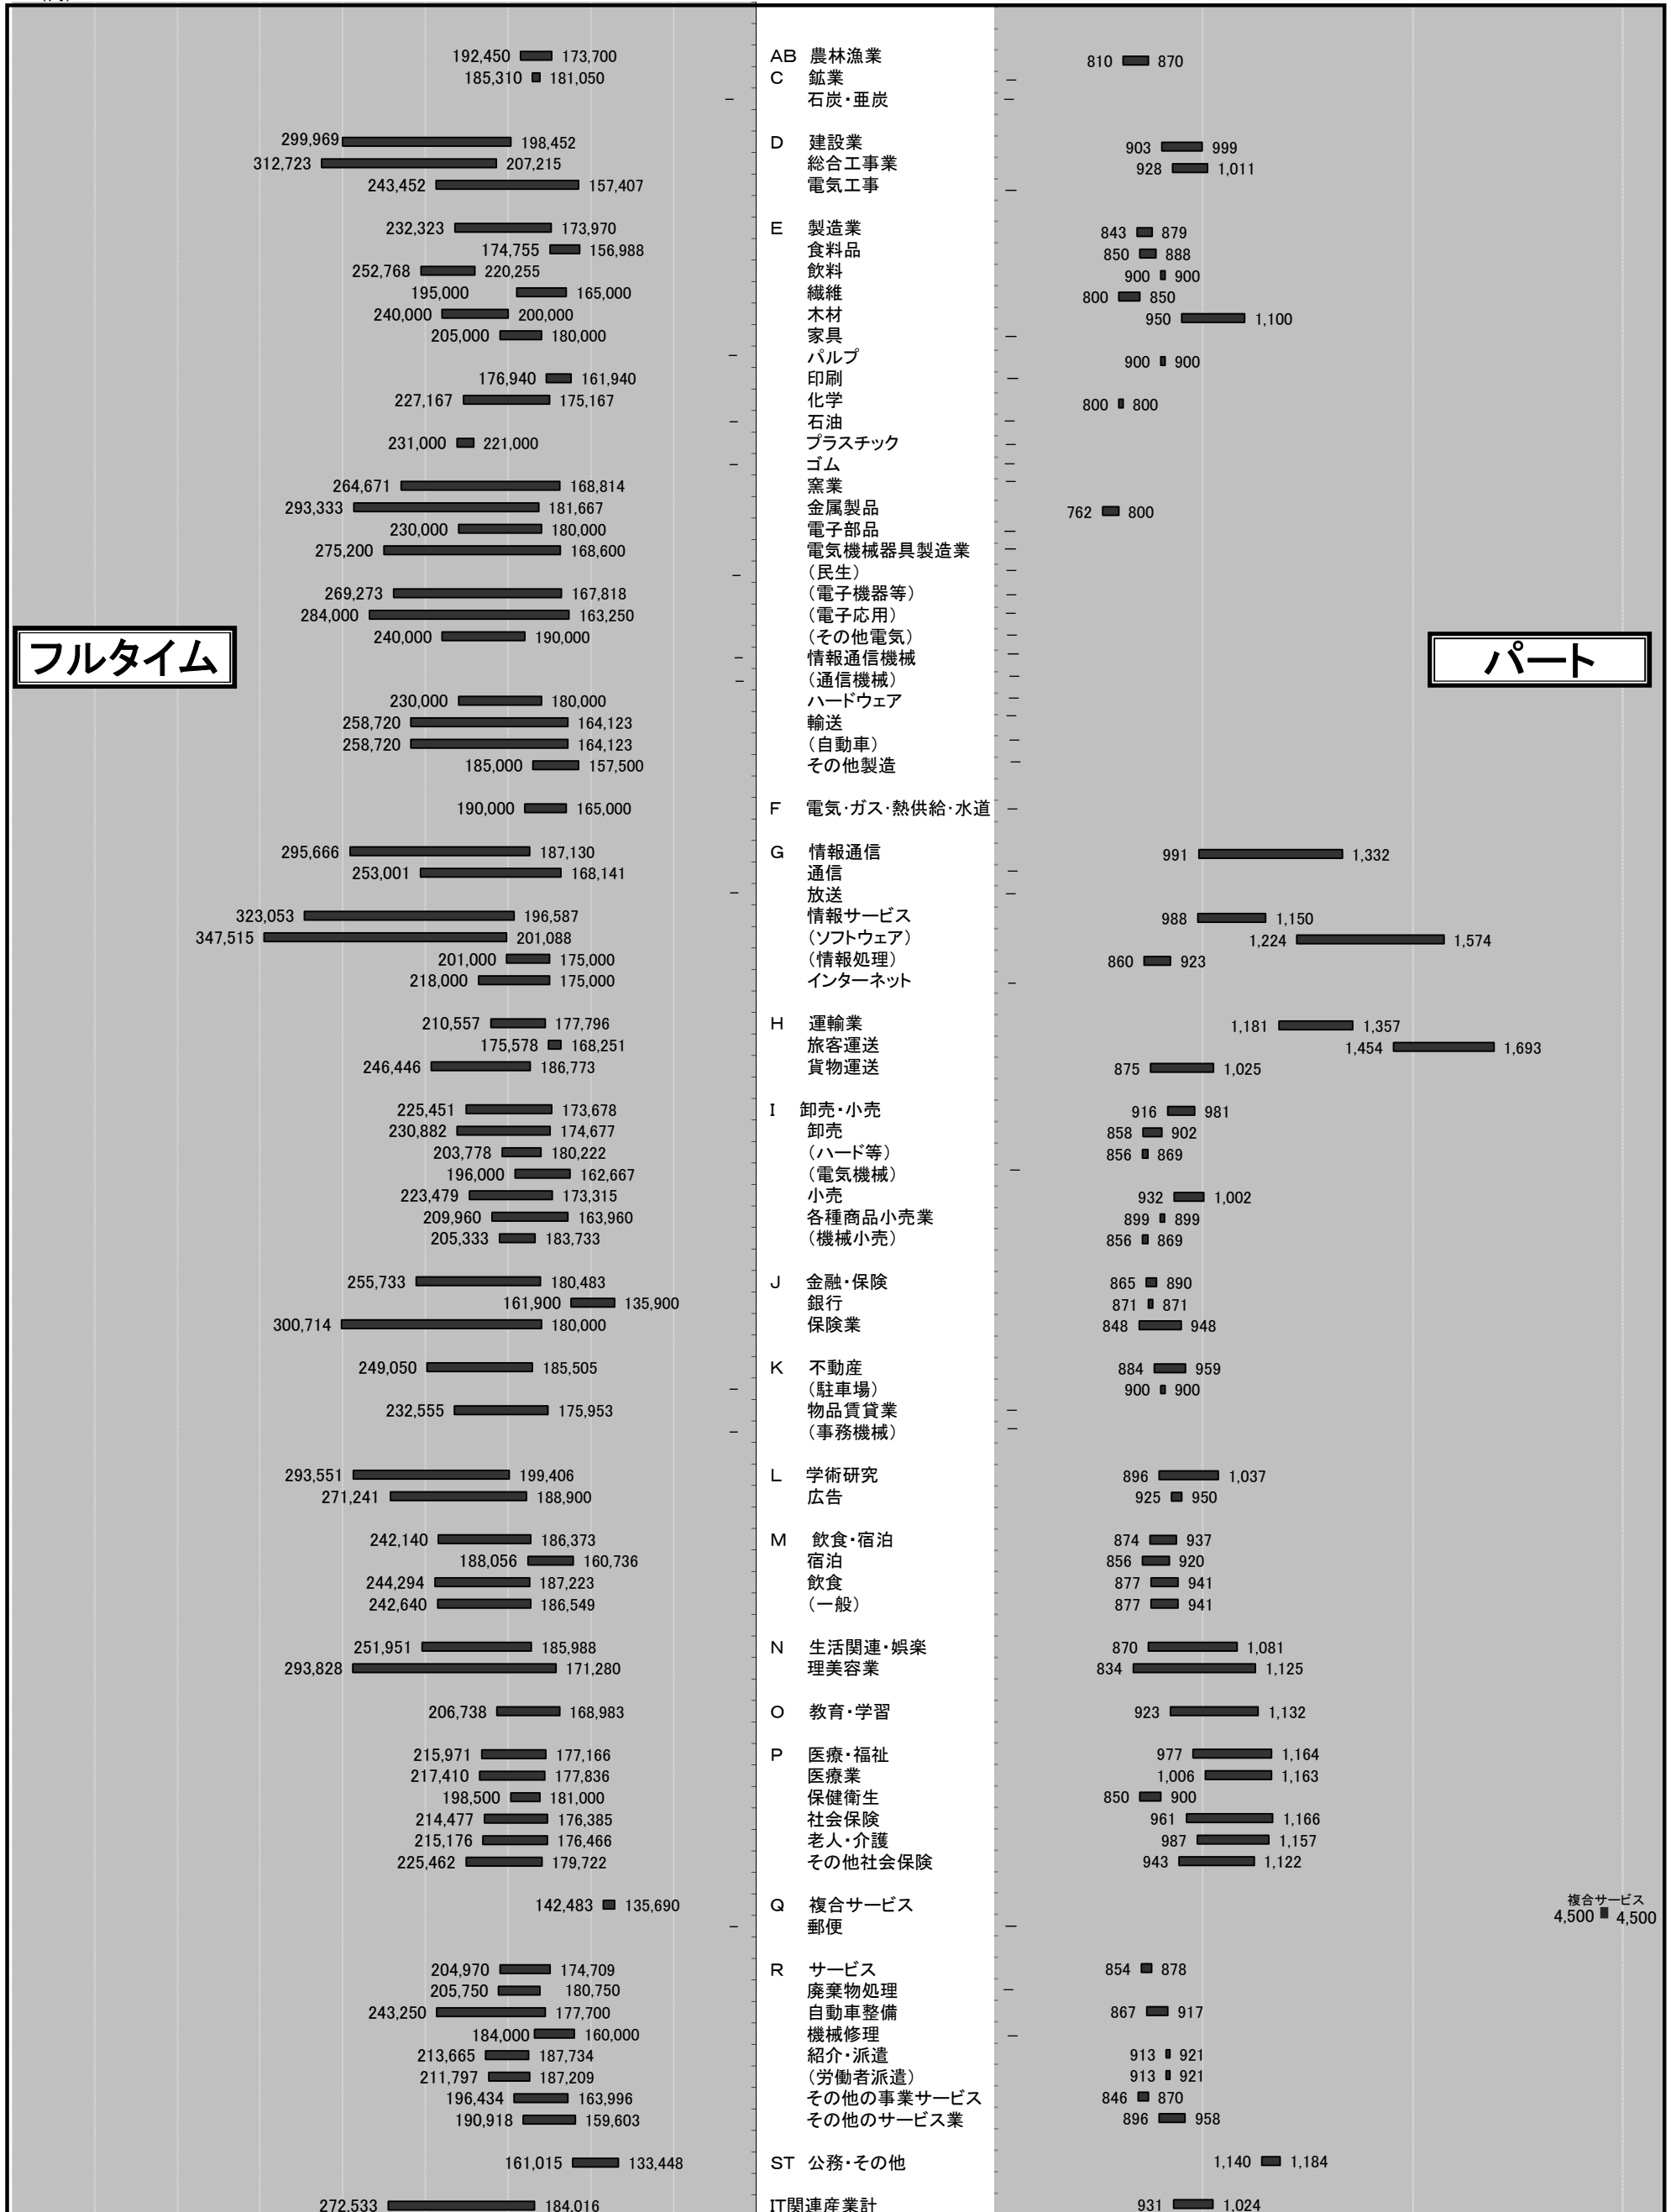 192,450 173,700 AB 農林漁業 810 870
185,310 181,050 C 鉱業 －
－ 石炭・亜炭 －
299,969 198,452 D 建設業 903 999
312,723 207,215 総合工事業 928 1,011
243,452 157,407 電気工事 －
232,323 173,970 E 製造業 843 879
174,755 156,988 食料品 850 888
252,768 220,255 飲料 900 900
195,000 165,000 繊維 800 850
240,000 200,000 木材 950 1,100
205,000 180,000 家具 －
－ パルプ 900 900
176,940 161,940 印刷 －
227,167 175,167 化学 800 800
－ 石油 －
231,000 221,000 プラスチック －
－ ゴム －
264,671 168,814 窯業 －
293,333 181,667 金属製品 762 800
230,000 180,000 電子部品 －
275,200 168,600 電気機械器具製造業 －
－ （民生） －
269,273 167,818 （電子機器等） －
284,000 163,250 （電子応用） －
240,000 190,000 （その他電気） －
フルタイム
パート
－ 情報通信機械 －
－ （通信機械） －
230,000 180,000 ハードウェア －
258,720 164,123 輸送 －
258,720 164,123 （自動車） －
185,000 157,500 その他製造 －
190,000 165,000 F 電気・ガス・熱供給・水道 －
295,666 187,130 G 情報通信 991 1,332
253,001 168,141 通信 －
－ 放送 －
323,053 196,587 情報サービス 988 1,150
347,515 201,088 （ソフトウェア） 1,224 1,574
201,000 175,000 （情報処理） 860 923
218,000 175,000 インターネット －
210,557 177,796 H 運輸業 1,181 1,357
175,578 168,251 旅客運送 1,454 1,693
246,446 186,773 貨物運送 875 1,025
225,451 173,678 I 卸売・小売 916 981
230,882 174,677 卸売 858 902
203,778 180,222 （ハード等） 856 869
196,000 162,667 （電気機械） －
223,479 173,315 小売 932 1,002
209,960 163,960 各種商品小売業 899 899
205,333 183,733 （機械小売） 856 869
255,733 180,483 J 金融・保険 865 890
161,900 135,900 銀行 871 871
300,714 180,000 保険業 848 948
249,050 185,505 K 不動産 884 959
－ （駐車場） 900 900
232,555 175,953 物品賃貸業 －
－ （事務機械） －
293,551 199,406 L 学術研究 896 1,037
271,241 188,900 広告 925 950
242,140 186,373 M 飲食・宿泊 874 937
188,056 160,736 宿泊 856 920
244,294 187,223 飲食 877 941
242,640 186,549 （一般） 877 941
251,951 185,988 N 生活関連・娯楽 870 1,081
293,828 171,280 理美容業 834 1,125
206,738 168,983 O 教育・学習 923 1,132
215,971 177,166 P 医療・福祉 977 1,164
217,410 177,836 医療業 1,006 1,163
198,500 181,000 保健衛生 850 900
214,477 176,385 社会保険 961 1,166
215,176 176,466 老人・介護 987 1,157
225,462 179,722 その他社会保険 943 1,122
複合サービス
142,483 135,690 Q 複合サービス 4,500 4,500
－ 郵便 －
204,970 174,709 R サービス 854 878
205,750 180,750 廃棄物処理 －
243,250 177,700 自動車整備 867 917
184,000 160,000 機械修理 －
213,665 187,734 紹介・派遣 913 921
211,797 187,209 （労働者派遣） 913 921
196,434 163,996 その他の事業サービス 846 870
190,918 159,603 その他のサービス業 896 958
161,015 133,448 ST 公務・その他 1,140 1,184
272,533 184,016 IT関連産業計 931 1,024